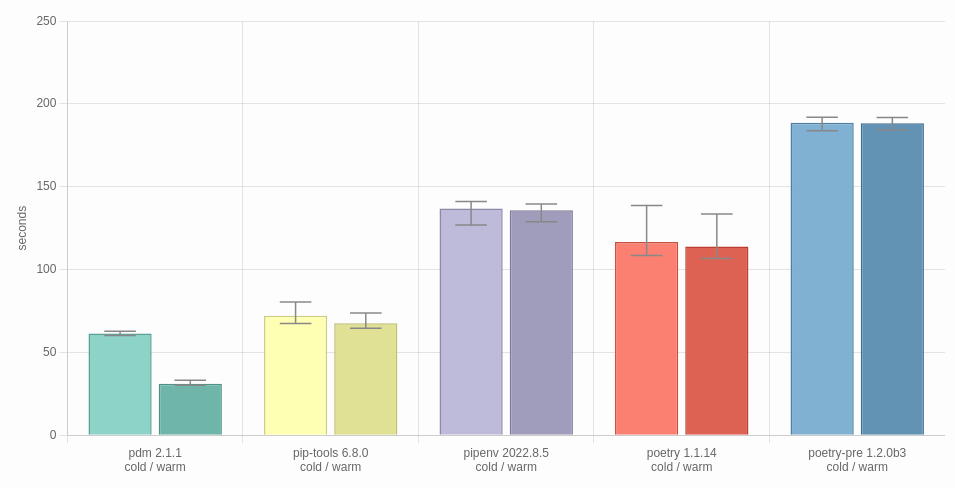 250
200
150
100
50
0
seconds
pdm 2.1.1
cold / warm
pip-tools 6.8.0
cold / warm
pipenv 2022.8.5
cold / warm
poetry 1.1.14
cold / warm
poetry-pre 1.2.0b3
cold / warm